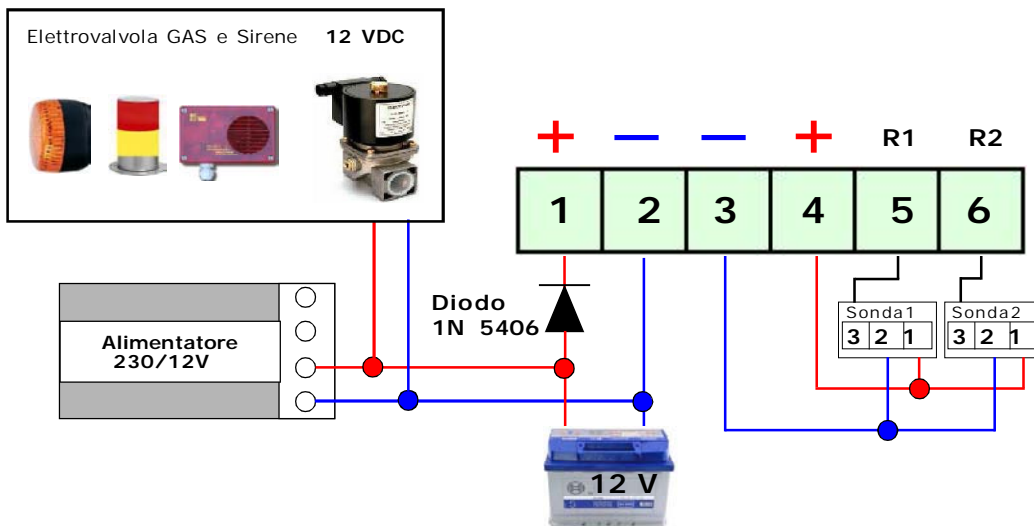 Elettrovalvola GAS e Sirene 12 VDC
+ − − + R1 R2
1 2 3 4 5 6
Diodo
1N 5406
Alimentatore
230/12V
Sonda1
3 2 1
Sonda2
3 2 1
12 V